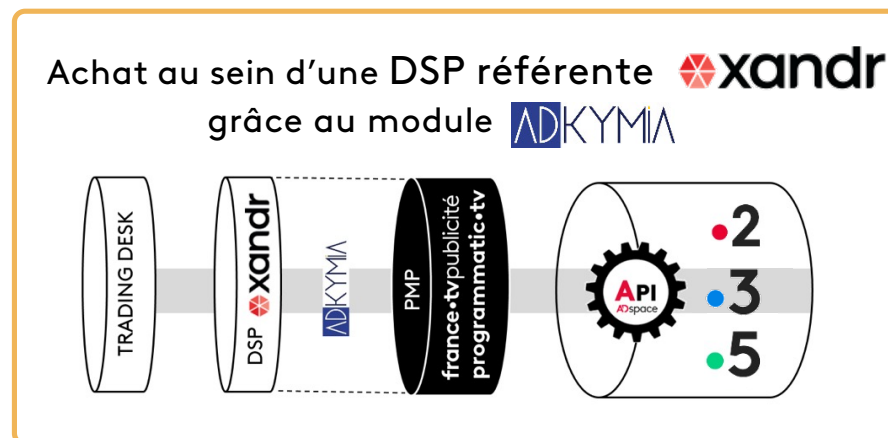 Achat au sein d’une DSP référente xandr
grâce au module ADKYMIA
TRADING DESK
DSP xandr
ADKYMIA
PMP
france•tvpublicité
programmatic•tv
API
ADspace
•2
•3
•5